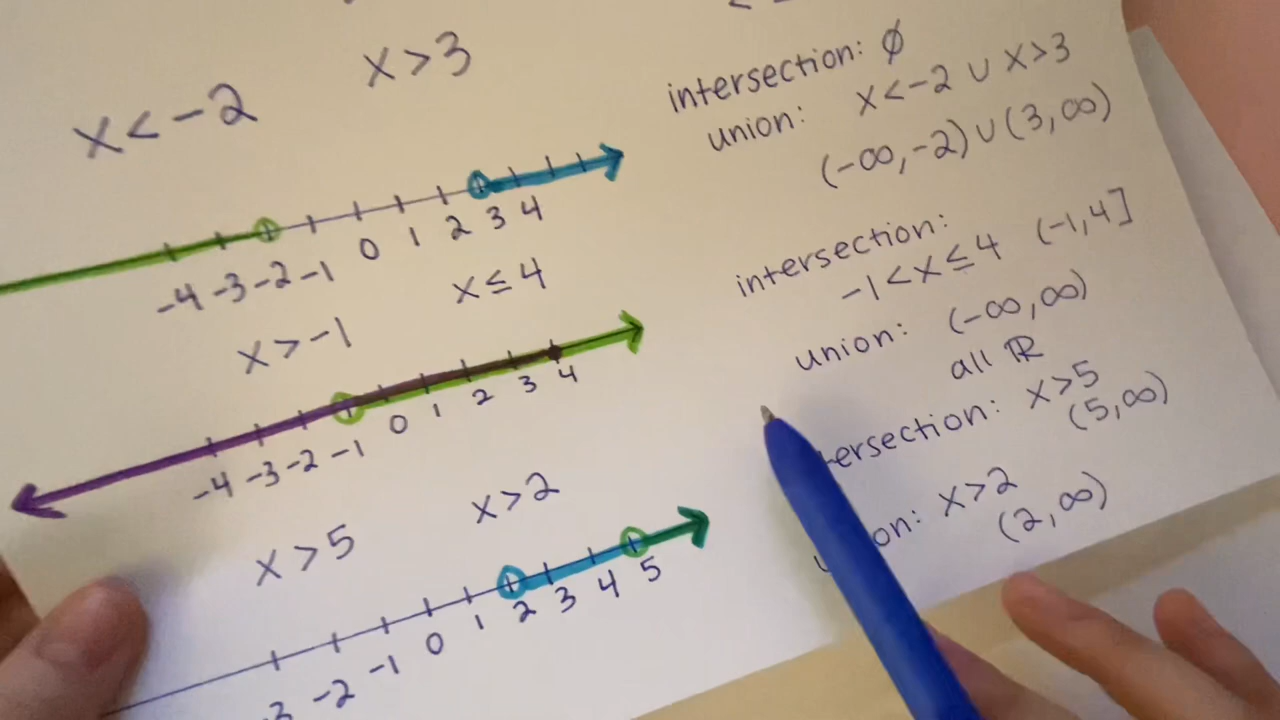 x < -2
x > 3
-4 -3 -2 -1 0 1 2 3 4
x > -1
x ≤ 4
-4 -3 -2 -1 0 1 2 3 4
x > 5
x > 2
-2 -1 0 1 2 3 4 5
intersection: ∅
union: x < -2 ∪ x > 3
(-∞, -2) ∪ (3, ∞)
intersection:
-1 < x ≤ 4 (-1, 4]
union: (-∞, ∞)
all ℝ
tersection: x > 5
(5, ∞)
on: x > 2
(2, ∞)